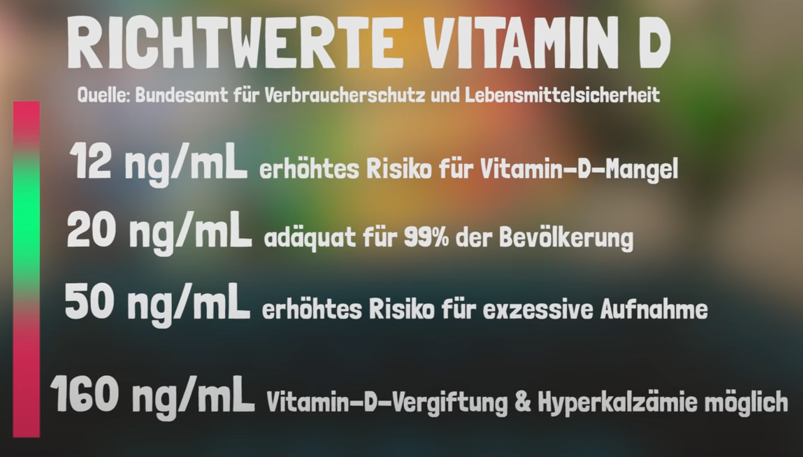 RICHTWERTE VITAMIN D
Quelle: Bundesamt für Verbraucherschutz und Lebensmittelsicherheit
12 ng/mL erhöhtes Risiko für Vitamin-D-Mangel
20 ng/mL adäquat für 99% der Bevölkerung
50 ng/mL erhöhtes Risiko für exzessive Aufnahme
160 ng/mL Vitamin-D-Vergiftung & Hyperkalzämie möglich